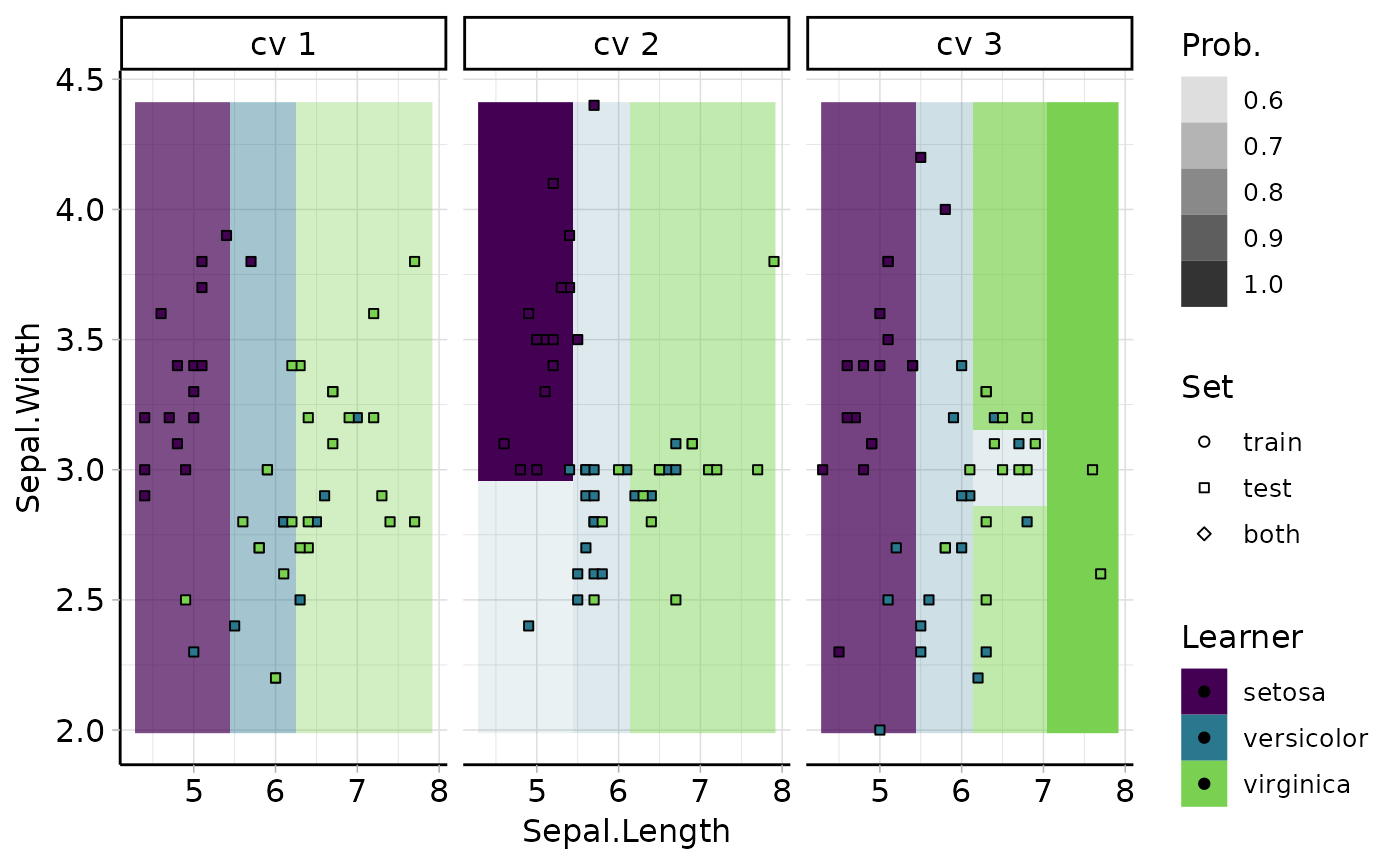 cv 1
cv 2
cv 3
4.5
4.0
3.5
3.0
2.5
2.0
Sepal.Width
5 6 7 8
5 6 7 8
5 6 7 8
Sepal.Length
Prob.
0.6
0.7
0.8
0.9
1.0
Set
train
test
both
Learner
setosa
versicolor
virginica